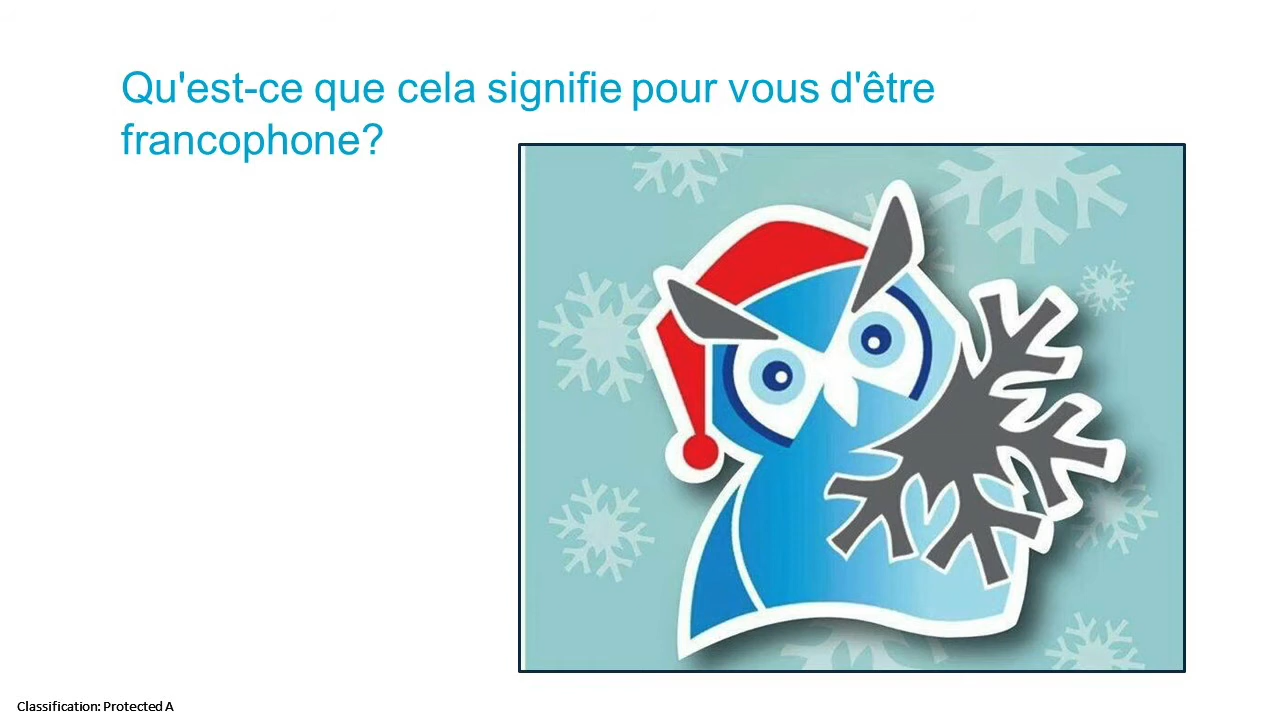 Qu'est-ce que cela signifie pour vous d'être
francophone?
Classification: Protected A